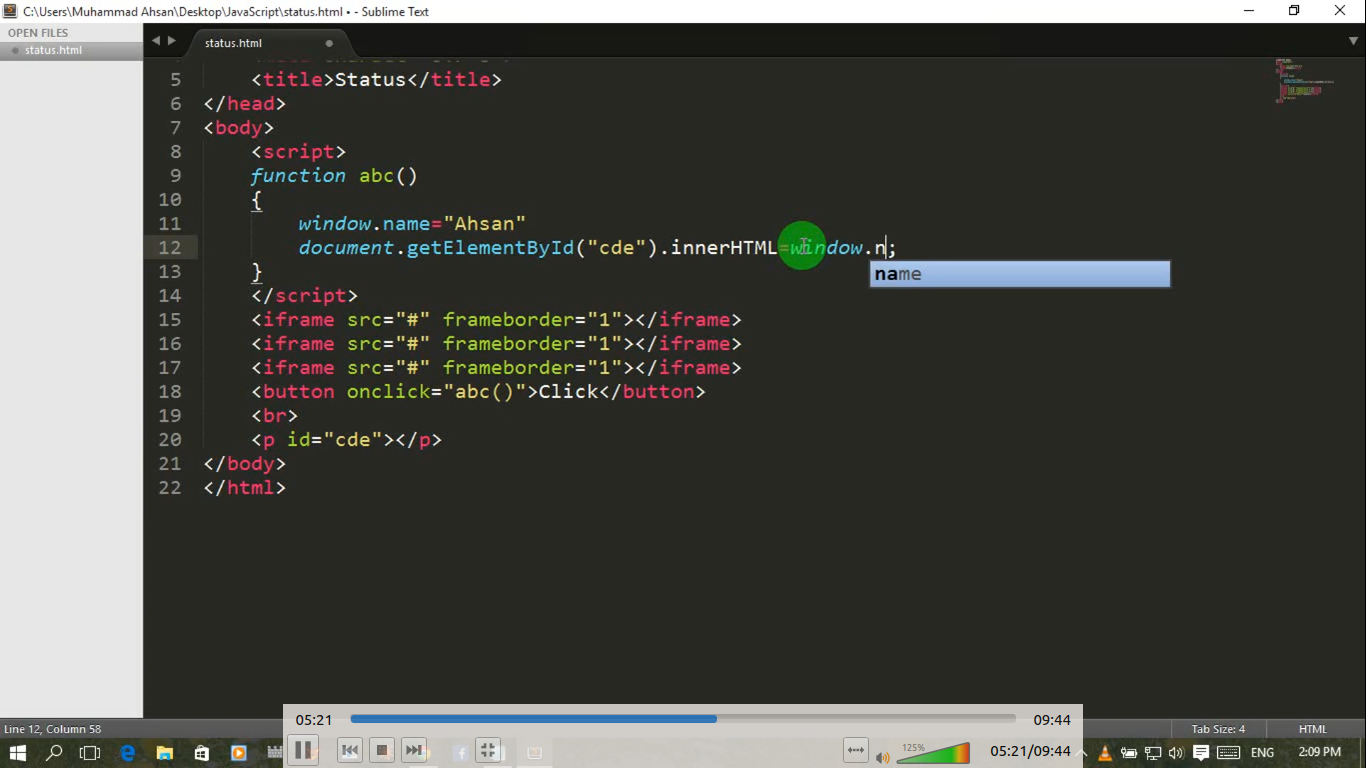 C:\Users\Muhammad Ahsan\Desktop\JavaScript\status.html • - Sublime Text
OPEN FILES
status.html
status.html
5 <title>Status</title>
6 </head>
7 <body>
8 <script>
9 function abc()
10 {
11 window.name="Ahsan"
12 document.getElementById("cde").innerHTML=window.n;
name
13 }
14 </script>
15 <iframe src="#" frameborder="1"></iframe>
16 <iframe src="#" frameborder="1"></iframe>
17 <iframe src="#" frameborder="1"></iframe>
18 <button onclick="abc()">Click</button>
19 <br>
20 <p id="cde"></p>
21 </body>
22 </html>
05:21 09:44
Line 12, Column 58 Tab Size: 4 HTML
125% 05:21/09:44 ENG 2:09 PM